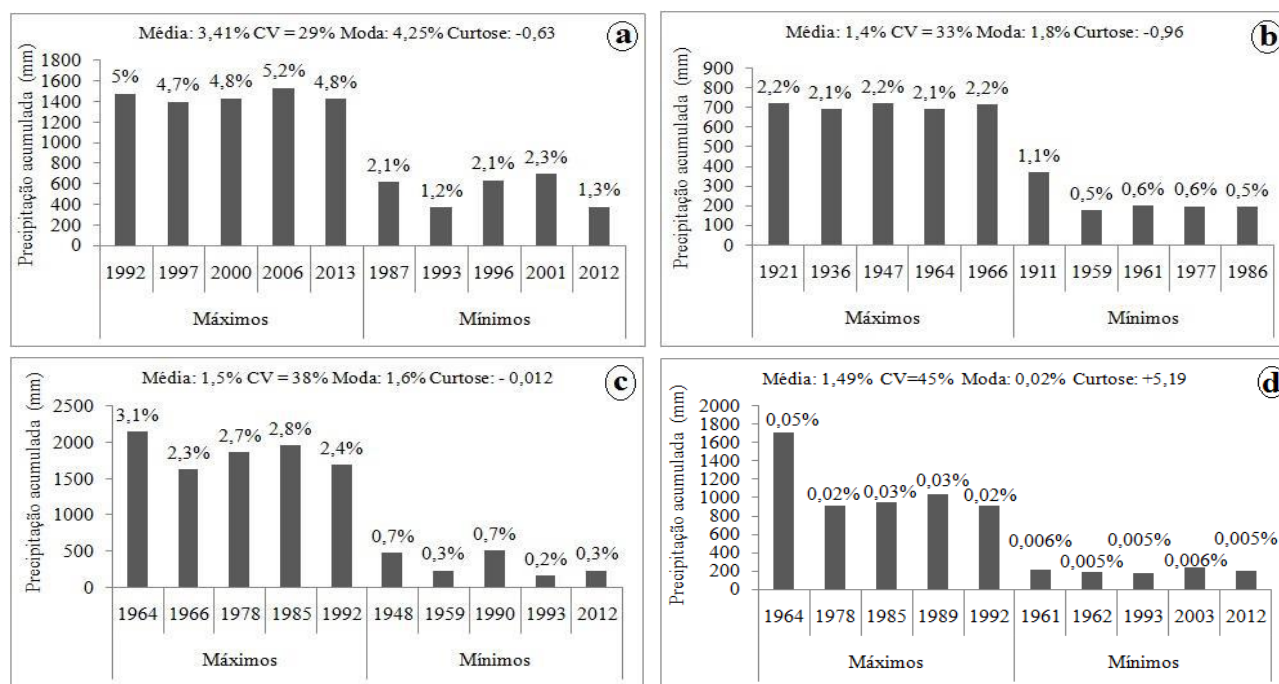 Média: 3,41% CV = 29% Moda: 4,25% Curtose: -0,63
a
Precipitação acumulada (mm)
1800
1600
1400
1200
1000
800
600
400
200
0
5% 4,7% 4,8% 5,2% 4,8% 2,1% 1,2% 2,1% 2,3% 1,3%
1992 1997 2000 2006 2013 1987 1993 1996 2001 2012
Máximos Mínimos
Média: 1,4% CV = 33% Moda: 1,8% Curtose: -0,96
b
Precipitação acumulada (mm)
900
800
700
600
500
400
300
200
100
0
2,2% 2,1% 2,2% 2,1% 2,2% 1,1% 0,5% 0,6% 0,6% 0,5%
1921 1936 1947 1964 1966 1911 1959 1961 1977 1986
Máximos Mínimos
Média: 1,5% CV = 38% Moda: 1,6% Curtose: - 0,012
c
Precipitação acumulada (mm)
2500
2000
1500
1000
500
0
3,1% 2,3% 2,7% 2,8% 2,4% 0,7% 0,3% 0,7% 0,2% 0,3%
1964 1966 1978 1985 1992 1948 1959 1990 1993 2012
Máximos Mínimos
Média: 1,49% CV=45% Moda: 0,02% Curtose: +5,19
d
Precipitação acumulada (mm)
2000
1800
1600
1400
1200
1000
800
600
400
200
0
0,05% 0,02% 0,03% 0,03% 0,02% 0,006% 0,005% 0,005% 0,006% 0,005%
1964 1978 1985 1989 1992 1961 1962 1993 2003 2012
Máximos Mínimos